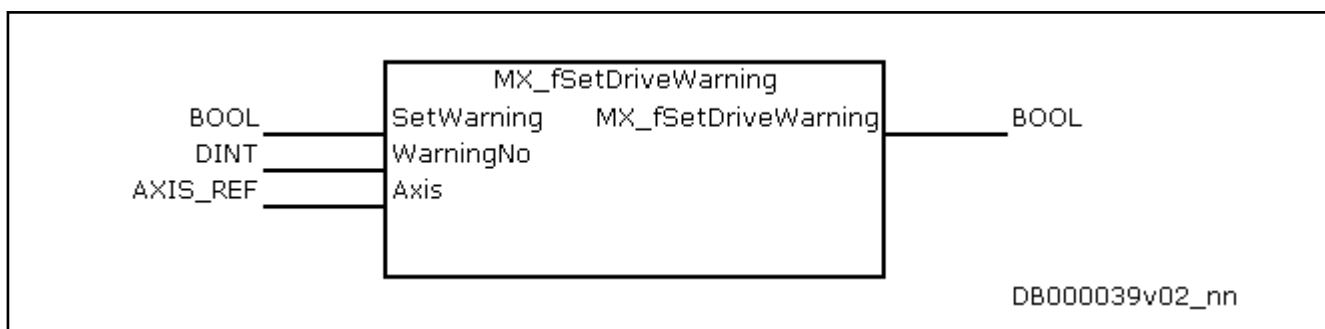 MX_fSetDriveWarning
BOOL SetWarning MX_fSetDriveWarning BOOL
DINT WarningNo
AXIS_REF Axis
DB000039v02_nn